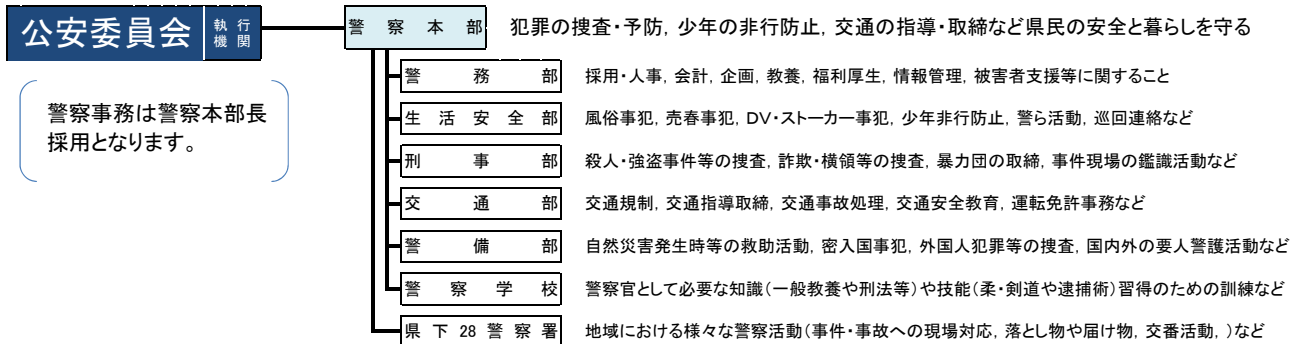 公安委員会 執行機関 警察本部 犯罪の捜査・予防，少年の非行防止，交通の指導・取締など県民の安全と暮らしを守る
警務部 採用・人事，会計，企画，教養，福利厚生，情報管理，被害者支援等に関すること
警察事務は警察本部長
採用となります。
生活安全部 風俗事犯，売春事犯，DV・ストーカー事犯，少年非行防止，警ら活動，巡回連絡など
刑事部 殺人・強盗事件等の捜査，詐欺・横領等の捜査，暴力団の取締，事件現場の鑑識活動など
交通部 交通規制，交通指導取締，交通事故処理，交通安全教育，運転免許事務など
警備部 自然災害発生時等の救助活動，密入国事犯，外国人犯罪等の捜査，国内外の要人警護活動など
警察学校 警察官として必要な知識（一般教養や刑法等）や技能（柔・剣道や逮捕術）習得のための訓練など
県下28警察署 地域における様々な警察活動（事件・事故への現場対応，落とし物や届け物，交番活動，）など